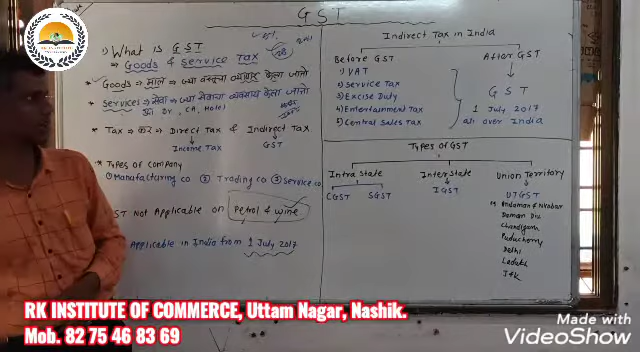 GST
1) What is GST
⇒ Goods & Service Tax
* Goods ⇒ माल ⇒ ज्या वस्तूचा व्यापार केला जातो
* Services ⇒ सेवा ⇒ ज्या सेवाचा व्यवसाय केला जातो
Dr, CA, Hotel
* Tax ⇒ कर ⇒ Direct Tax & Indirect Tax
Income Tax GST
* Types of Company
① Manufacturing co ② Trading co ③ Service co
GST Not Applicable on Petrol & Wine
Applicable in India from 1 July 2017
Indirect Tax in India
Before GST After GST
1) VAT
2) Service Tax
3) Excise Duty
4) Entertainment Tax
5) Central Sales Tax
GST
1 July 2017
all over India
Types of GST
Intra State Interstate Union Territory
CGST SGST IGST UTGST
Andaman & Nicobar
Daman Diu
Chandigarh
Puducherry
Delhi
Ladakh
J&K
RK INSTITUTE OF COMMERCE, Uttam Nagar, Nashik.
Mob. 82 75 46 83 69
Made with
VideoShow